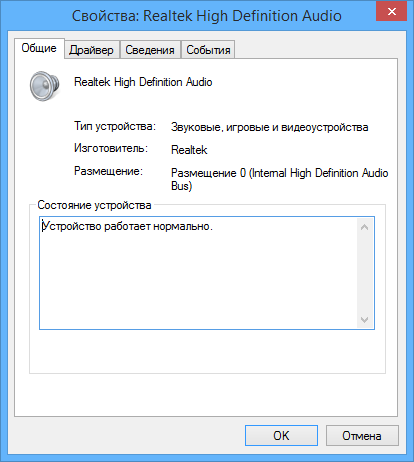 Свойства: Realtek High Definition Audio
Общие Драйвер Сведения События
Realtek High Definition Audio
Тип устройства: Звуковые, игровые и видеоустройства
Изготовитель: Realtek
Размещение: Размещение 0 (Internal High Definition Audio
Bus)
Состояние устройства
Устройство работает нормально.
OK Отмена